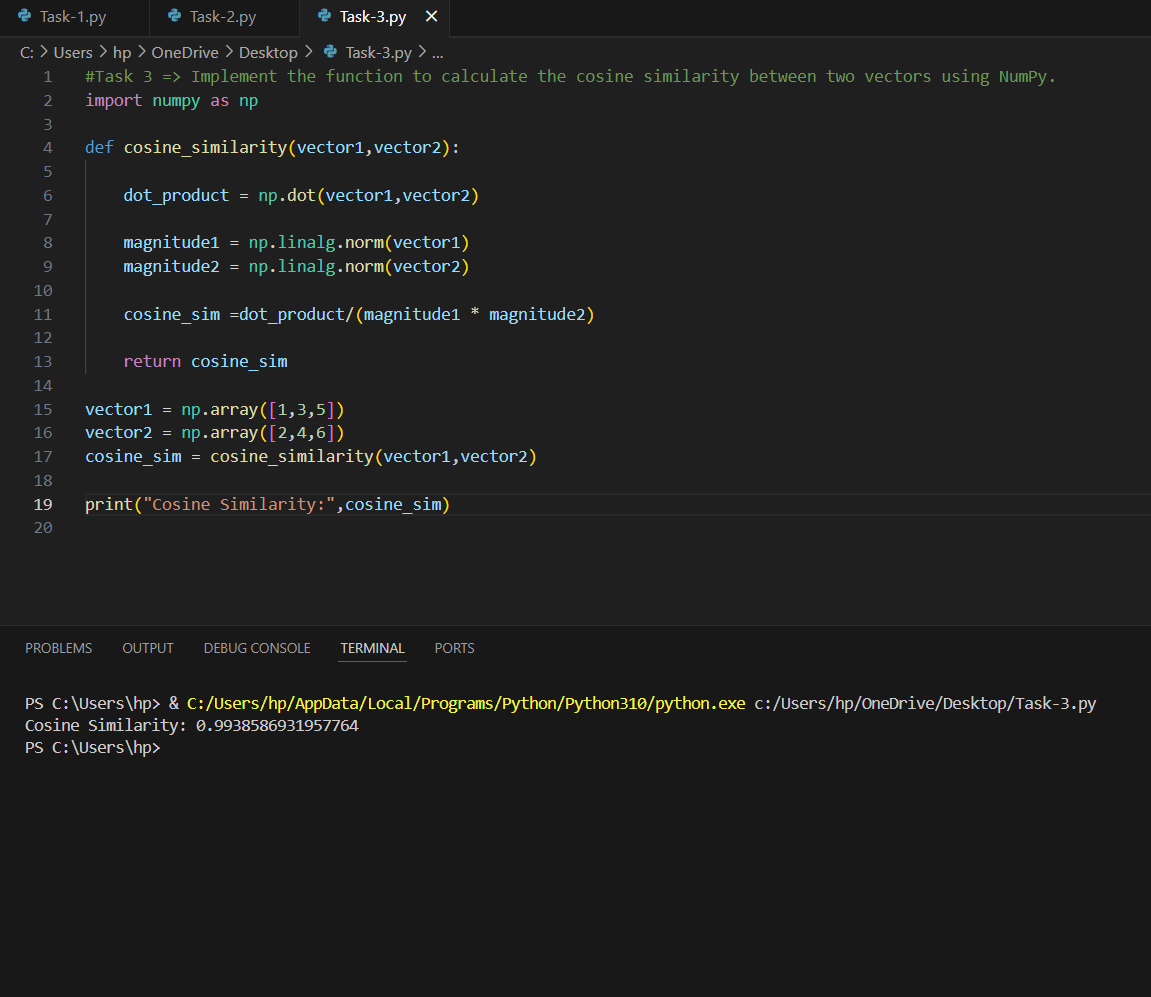 Task-1.py Task-2.py Task-3.py
C: > Users > hp > OneDrive > Desktop > Task-3.py > ...
1 #Task 3 => Implement the function to calculate the cosine similarity between two vectors using NumPy.
2 import numpy as np
3
4 def cosine_similarity(vector1,vector2):
5
6     dot_product = np.dot(vector1,vector2)
7
8     magnitude1 = np.linalg.norm(vector1)
9     magnitude2 = np.linalg.norm(vector2)
10
11     cosine_sim =dot_product/(magnitude1 * magnitude2)
12
13     return cosine_sim
14
15 vector1 = np.array([1,3,5])
16 vector2 = np.array([2,4,6])
17 cosine_sim = cosine_similarity(vector1,vector2)
18
19 print("Cosine Similarity:",cosine_sim)
20
PROBLEMS OUTPUT DEBUG CONSOLE TERMINAL PORTS
PS C:\Users\hp> & C:/Users/hp/AppData/Local/Programs/Python/Python310/python.exe c:/Users/hp/OneDrive/Desktop/Task-3.py
Cosine Similarity: 0.9938586931957764
PS C:\Users\hp>